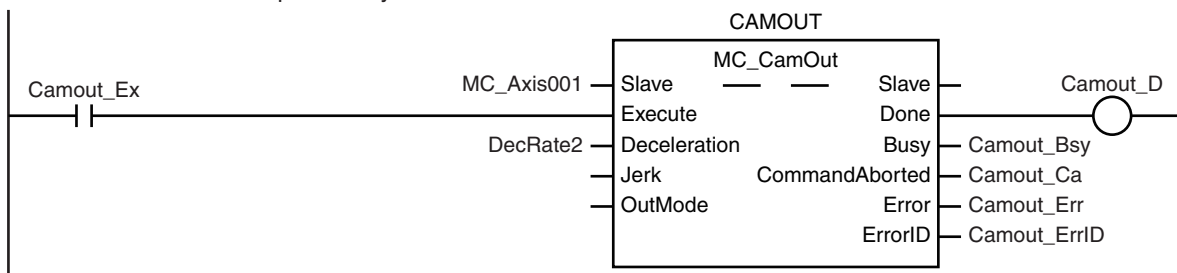 CAMOUT
MC_CamOut
Camout_Ex
MC_Axis001 Slave Slave Camout_D
Execute Done
DecRate2 Deceleration Busy Camout_Bsy
Jerk CommandAborted Camout_Ca
OutMode Error Camout_Err
ErrorID Camout_ErrID